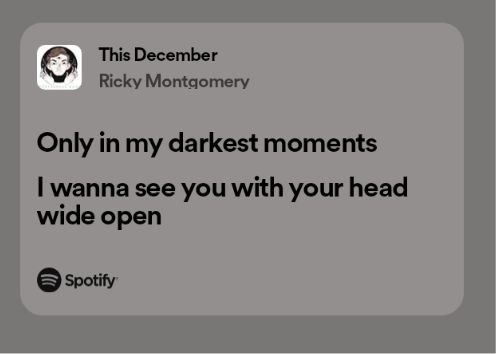 This December
Ricky Montgomery
Only in my darkest moments
I wanna see you with your head
wide open
Spotify